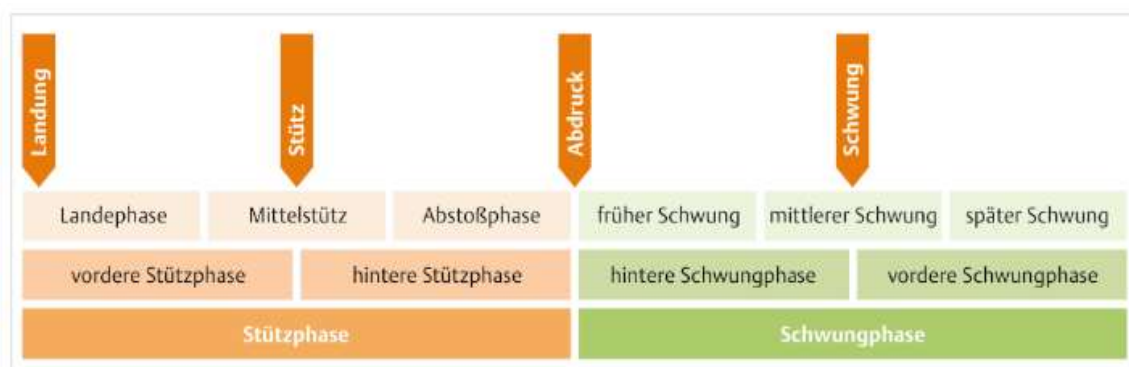 Landung
Stütz
Abdruck
Schwung
Landephase
Mittelstütz
Abstoßphase
früher Schwung
mittlerer Schwung
später Schwung
vordere Stützphase
hintere Stützphase
hintere Schwungphase
vordere Schwungphase
Stützphase
Schwungphase